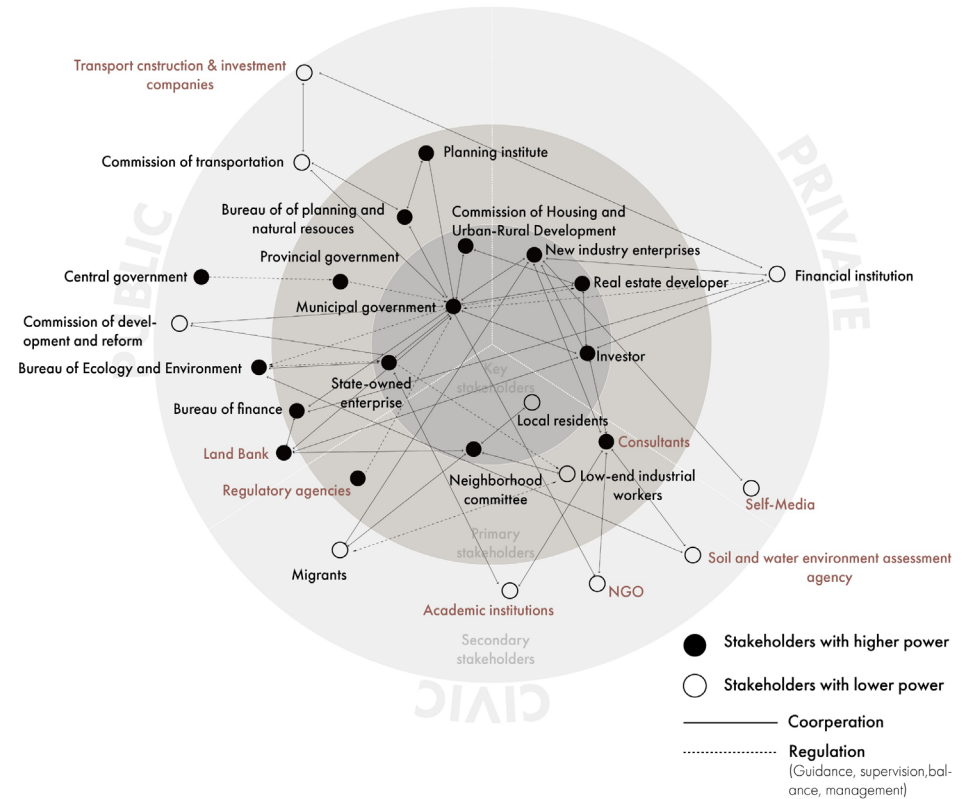 Transport cnstruction & investment
companies
Commission of transportation
Planning institute
PRIVATE
PUBLIC
Bureau of of planning and
natural resouces
Commission of Housing and
Urban-Rural Development
New industry enterprises
Provincial government
Central government
Real estate developer
Financial institution
Municipal government
Commission of devel-
opment and reform
Investor
Bureau of Ecology and Environment
Key
stakeholders
State-owned
enterprise
Bureau of finance
Local residents
Consultants
Land Bank
Neighborhood
committee
Low-end industrial
workers
Regulatory agencies
Self-Media
Primary
stakeholders
Soil and water environment assessment
agency
Migrants
NGO
Academic institutions
Secondary
stakeholders
CIVIC
Stakeholders with higher power
Stakeholders with lower power
Coorperation
Regulation
(Guidance, supervision,bal-
ance, management)